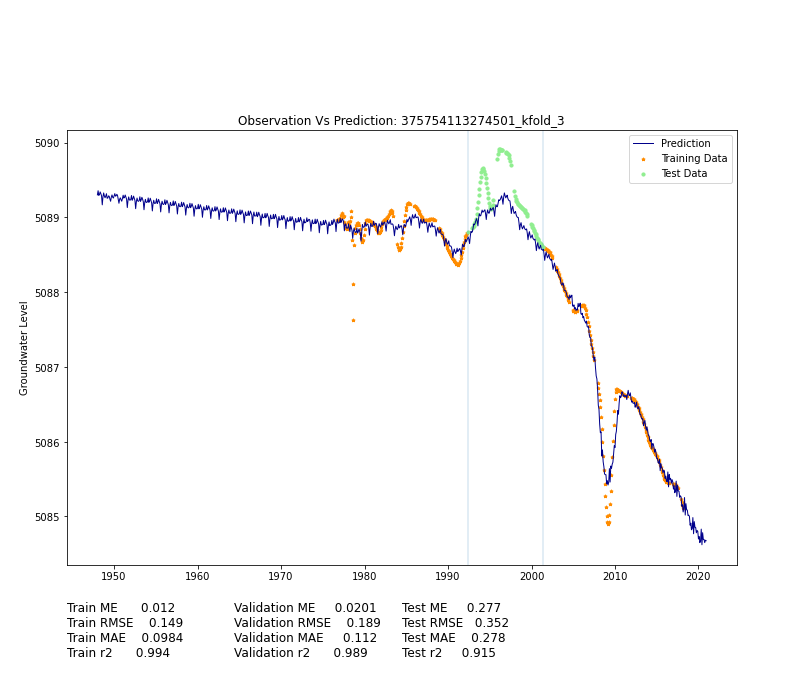 Observation Vs Prediction: 375754113274501_kfold_3
Prediction
Training Data
Test Data
Groundwater Level
5090
5089
5088
5087
5086
5085
1950 1960 1970 1980 1990 2000 2010 2020
Train ME 0.012 Validation ME 0.0201 Test ME 0.277
Train RMSE 0.149 Validation RMSE 0.189 Test RMSE 0.352
Train MAE 0.0984 Validation MAE 0.112 Test MAE 0.278
Train r2 0.994 Validation r2 0.989 Test r2 0.915